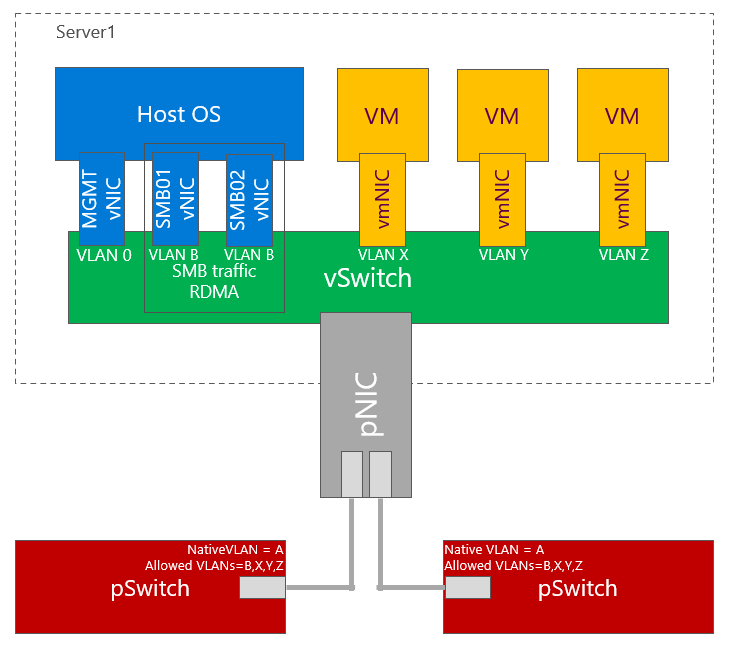 Server1
Host OS
VM
VM
VM
MGMT
vNIC
SMB01
vNIC
SMB02
vNIC
vmNIC
vmNIC
vmNIC
VLAN 0
VLAN B
VLAN B
VLAN X
VLAN Y
VLAN Z
SMB traffic
RDMA
vSwitch
pNIC
NativeVLAN = A
Allowed VLANs=B,X,Y,Z
pSwitch
Native VLAN = A
Allowed VLANs=B,X,Y,Z
pSwitch